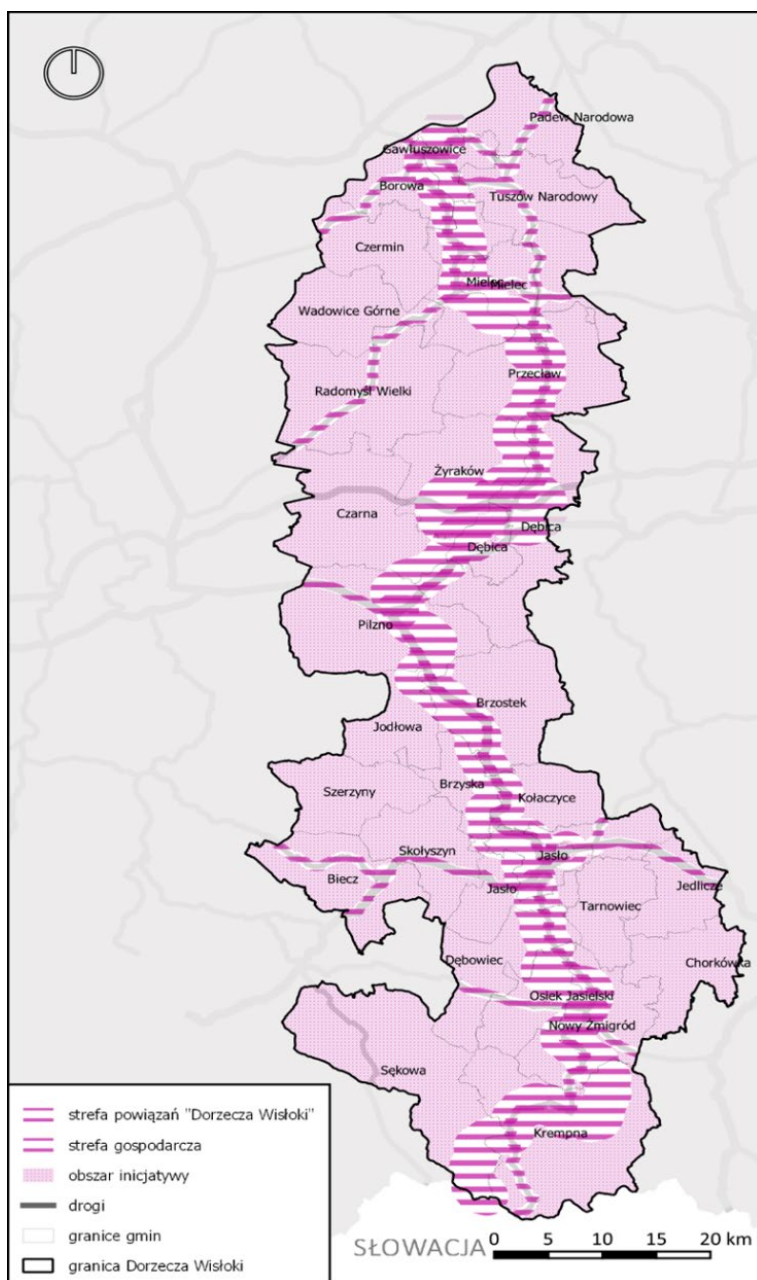 Padew Narodowa
Gawłuszowice
Borowa
Tuszów Narodowy
Czermin
Mielec
Mielec
Wadowice Górne
Przecław
Radomyśl Wielki
Żyraków
Czarna
Dębica
Dębica
Pilzno
Brzostek
Jodłowa
Brzyska
Szerzyny
Kołaczyce
Skołyszyn
Jasło
Biecz
Jasło
Jedlicze
Tarnowiec
Dębowiec
Chorkówka
Osiek Jasielski
Nowy Żmigród
Sękowa
Krempna
strefa powiązań "Dorzecza Wisłoki"
strefa gospodarcza
obszar inicjatywy
drogi
granice gmin
granica Dorzecza Wisłoki
SŁOWACJA
0 5 10 15 20 km